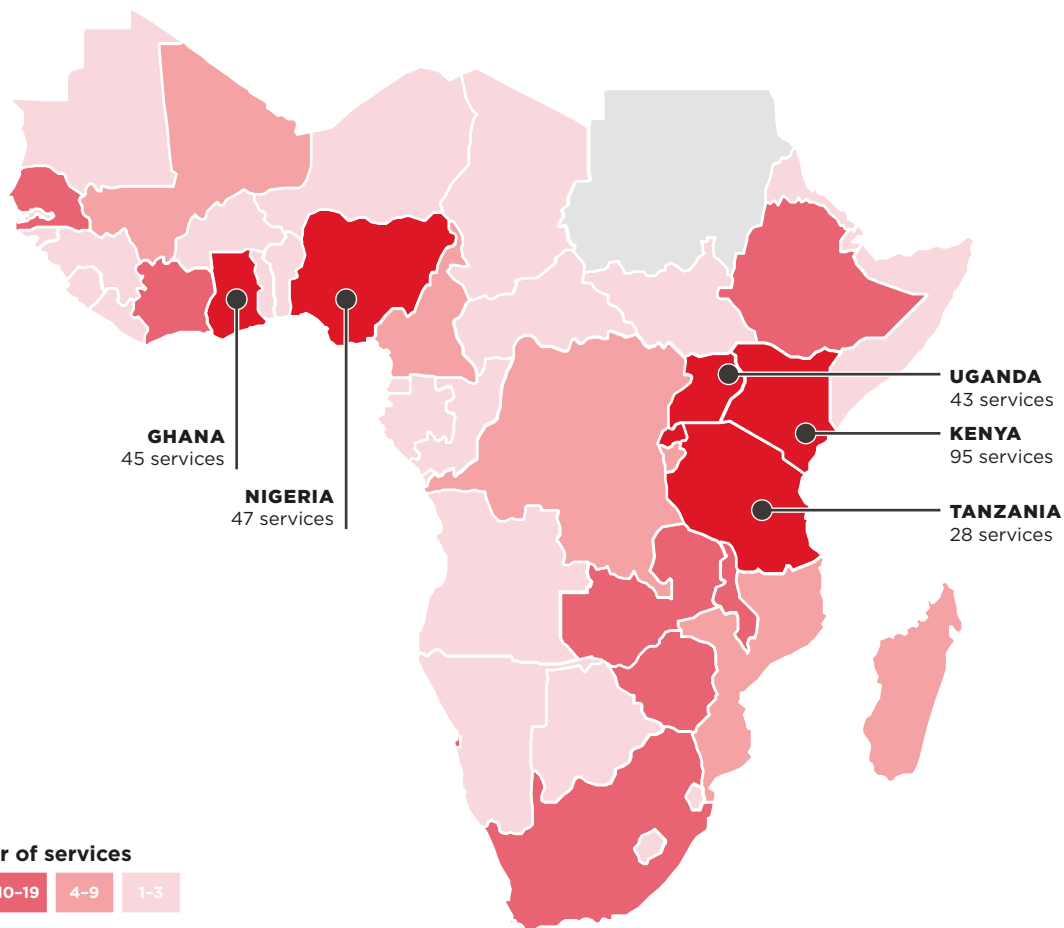 UGANDA
43 services
GHANA
45 services
KENYA
95 services
NIGERIA
47 services
TANZANIA
28 services
r of services
10–19 4–9 1–3